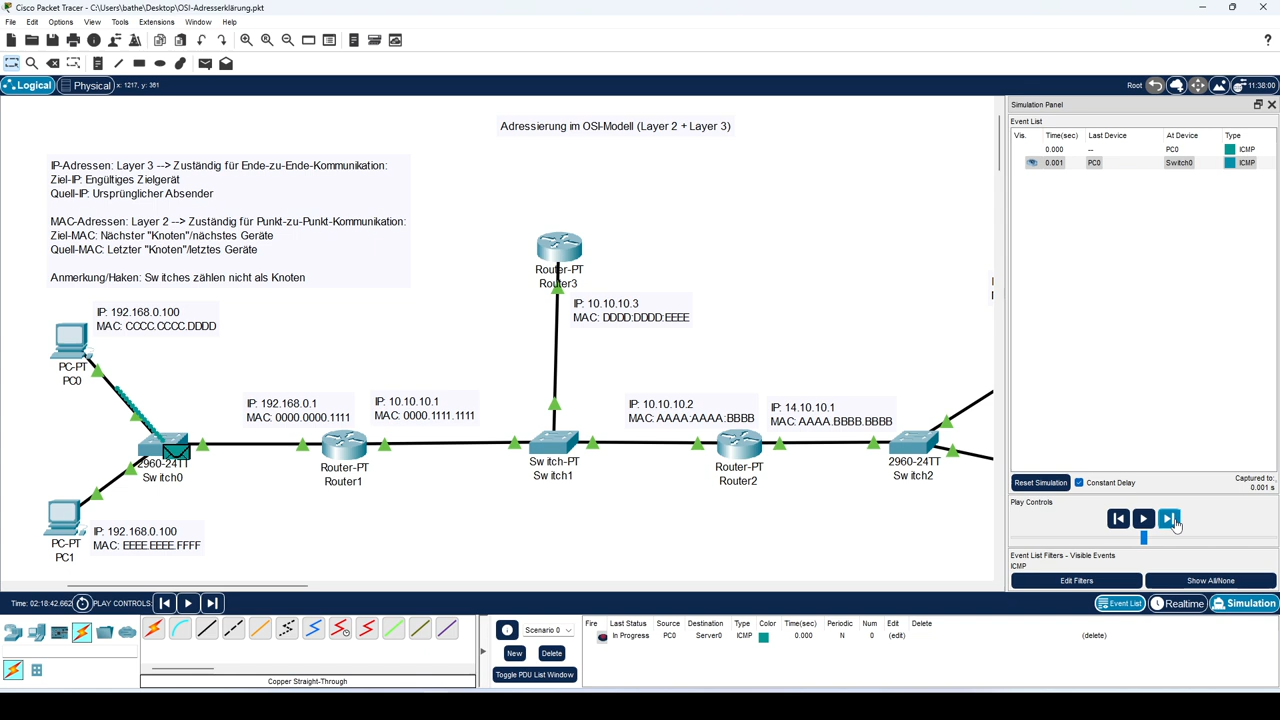 Cisco Packet Tracer - C:\Users\bathe\Desktop\OSI-Adresserklärung.pkt
File Edit Options View Tools Extensions Window Help
Logical Physical x: 1217, y: 381 Root 11:38:00
Adressierung im OSI-Modell (Layer 2 + Layer 3)
IP-Adressen: Layer 3 --> Zuständig für Ende-zu-Ende-Kommunikation:
Ziel-IP: Engültiges Zielgerät
Quell-IP: Ursprünglicher Absender
MAC-Adressen: Layer 2 --> Zuständig für Punkt-zu-Punkt-Kommunikation:
Ziel-MAC: Nächster "Knoten"/nächstes Geräte
Quell-MAC: Letzter "Knoten"/letztes Geräte
Anmerkung/Haken: Switches zählen nicht als Knoten
Router-PT
Router3
IP: 10.10.10.3
MAC: DDDD:DDDD:EEEE
IP: 192.168.0.100
MAC: CCCC.CCCC.DDDD
PC-PT
PC0
IP: 192.168.0.1
MAC: 0000.0000.1111
IP: 10.10.10.1
MAC: 0000.1111.1111
IP: 10.10.10.2
MAC: AAAA:AAAA:BBBB
IP: 14.10.10.1
MAC: AAAA.BBBB.BBBB
2960-24TT
Switch0
Router-PT
Router1
Switch-PT
Switch1
Router-PT
Router2
2960-24TT
Switch2
PC-PT
PC1
IP: 192.168.0.100
MAC: EEEE.EEEE.FFFF
Simulation Panel
Event List
Vis. Time(sec) Last Device At Device Type
0.000 -- PC0 ICMP
0.001 PC0 Switch0 ICMP
Reset Simulation Constant Delay Captured to:
0.001 s
Play Controls
Event List Filters - Visible Events
ICMP
Edit Filters Show All/None
Time: 02:18:42.662 PLAY CONTROLS: Event List Realtime Simulation
Scenario 0
New Delete
Toggle PDU List Window
Fire Last Status Source Destination Type Color Time(sec) Periodic Num Edit Delete
In Progress PC0 Server0 ICMP 0.000 N 0 (edit) (delete)
Copper Straight-Through